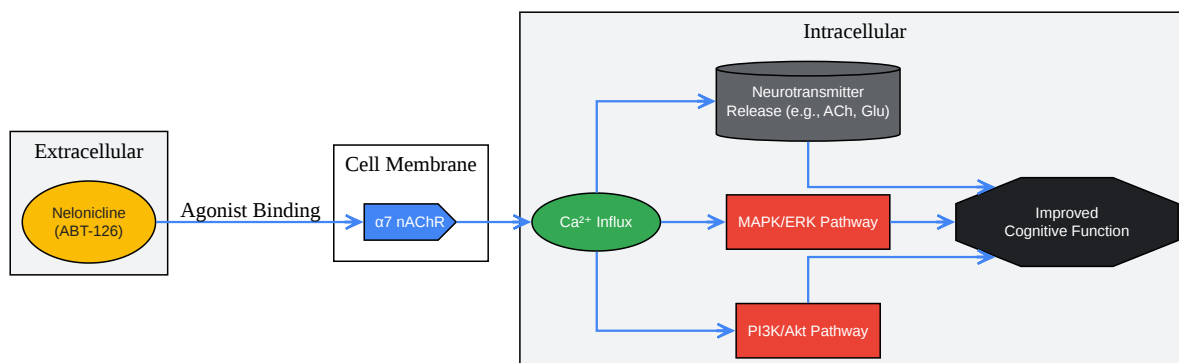 Intracellular
Neurotransmitter
Release (e.g., ACh, Glu)
Extracellular
Cell Membrane
Nelonicline
(ABT-126)
Agonist Binding
α7 nAChR
Ca²⁺ Influx
MAPK/ERK Pathway
Improved
Cognitive Function
PI3K/Akt Pathway